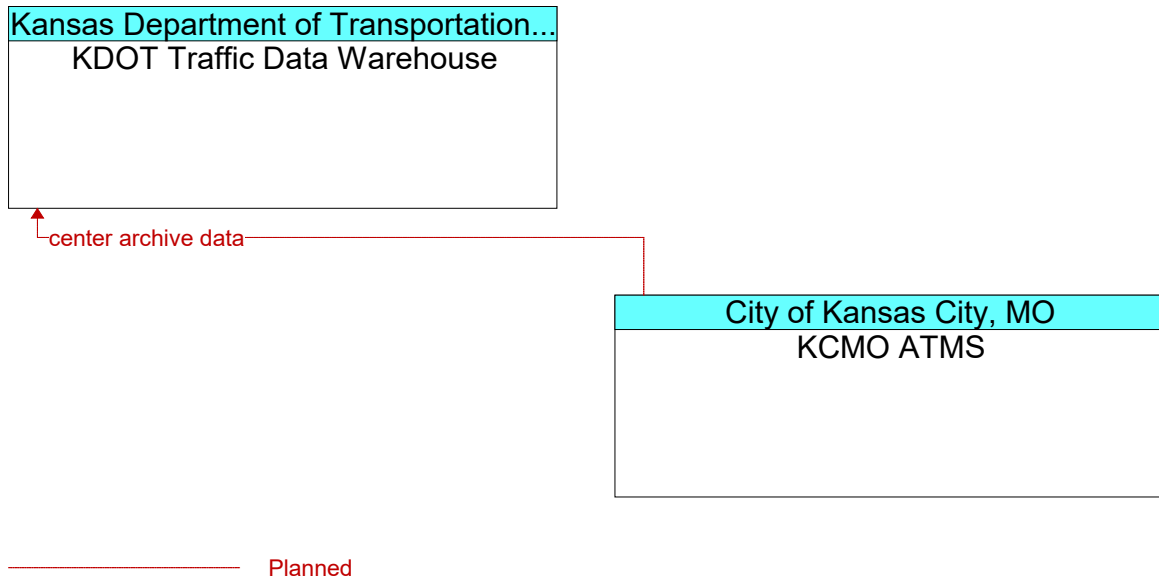 Kansas Department of Transportation...
KDOT Traffic Data Warehouse
center archive data
City of Kansas City, MO
KCMO ATMS
Planned